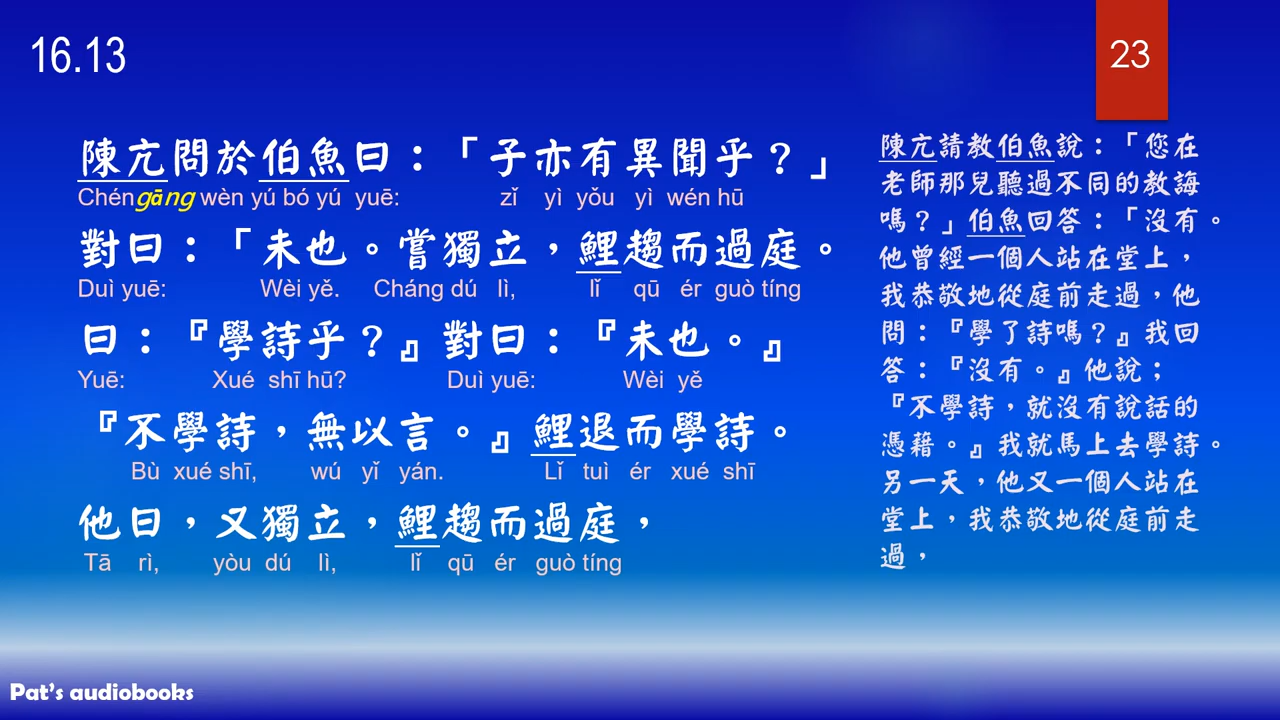 16.13
23
陳亢問於伯魚曰：「子亦有異聞乎？」
Chéngāng wèn yú bó yú yuē: zǐ yì yǒu yì wén hū
對曰：「未也。嘗獨立，鯉趨而過庭。
Duì yuē: Wèi yě. Cháng dú lì, lǐ qū ér guò tíng
曰：『學詩乎？』對曰：『未也。』
Yuē: Xué shī hū? Duì yuē: Wèi yě
『不學詩，無以言。』鯉退而學詩。
Bù xué shī, wú yǐ yán. Lǐ tuì ér xué shī
他曰，又獨立，鯉趨而過庭，
Tā rì, yòu dú lì, lǐ qū ér guò tíng
陳亢請教伯魚說：「您在
老師那兒聽過不同的教誨
嗎？」伯魚回答：「沒有。
他曾經一個人站在堂上，
我恭敬地從庭前走過，他
問：『學了詩嗎？』我回
答：『沒有。』他說；
『不學詩，就沒有說話的
憑藉。』我就馬上去學詩。
另一天，他又一個人站在
堂上，我恭敬地從庭前走
過，
Pat's audiobooks